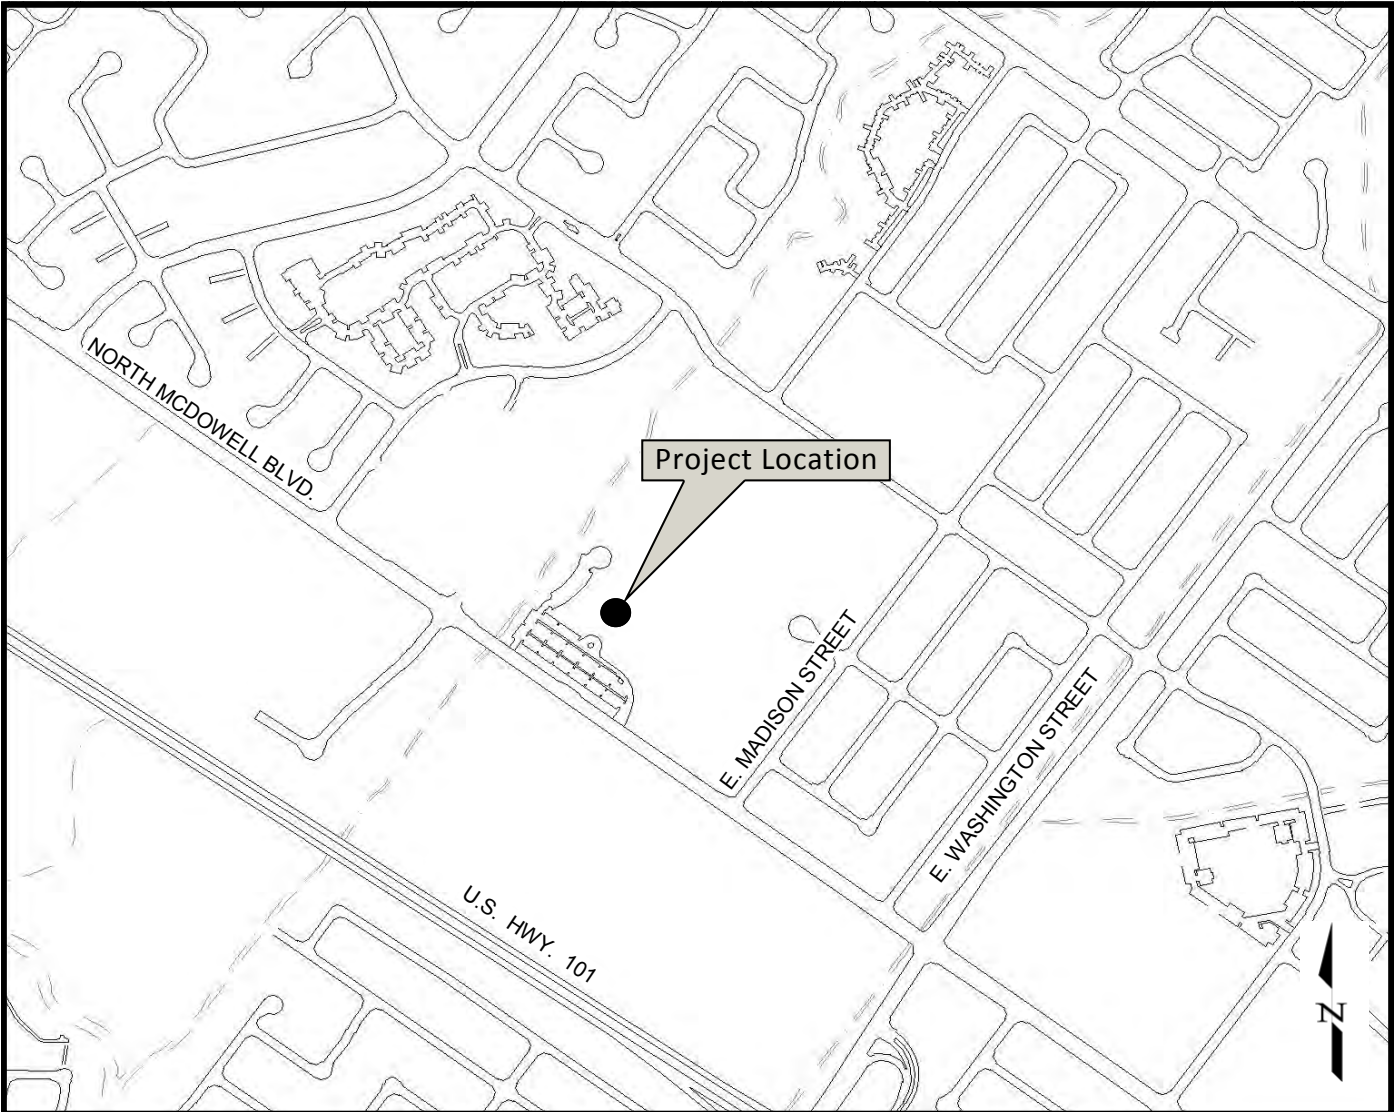 NORTH MCDOWELL BLVD.
Project Location
E. MADISON STREET
E. WASHINGTON STREET
U.S. HWY. 101
N